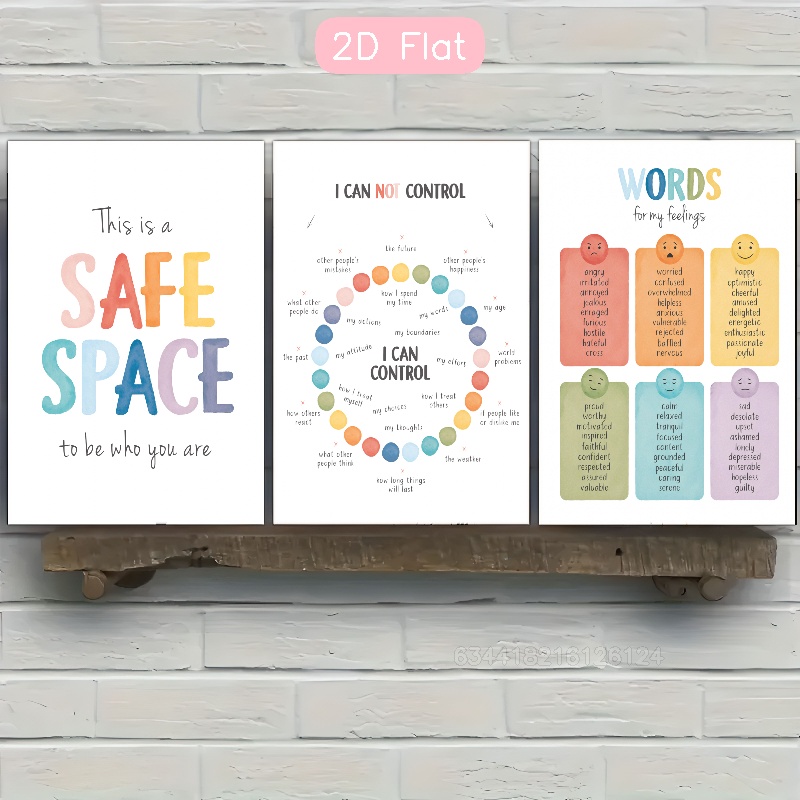 2D Flat
This is a
SAFE
SPACE
to be who you are
I CAN NOT CONTROL
the future
other people's
mistakes
other people's
happiness
what other
people do
my age
the past
world
problems
how others
react
if people like
or dislike me
what other
people think
the weather
how long things
will last
how I spend
my time
my actions
my words
my boundaries
my attitude
I CAN
CONTROL
my effort
how I treat
myself
how I treat
others
my choices
my thoughts
WORDS
for my feelings
angry
irritated
annoyed
jealous
enraged
furious
hostile
hateful
cross
worried
confused
overwhelmed
helpless
anxious
vulnerable
rejected
baffled
nervous
happy
optimistic
cheerful
amused
delighted
energetic
enthusiastic
passionate
joyful
proud
worthy
motivated
inspired
faithful
confident
respected
assured
valuable
calm
relaxed
tranquil
focused
content
grounded
peaceful
caring
serene
sad
desolate
upset
ashamed
lonely
depressed
miserable
hopeless
guilty
634418216126124